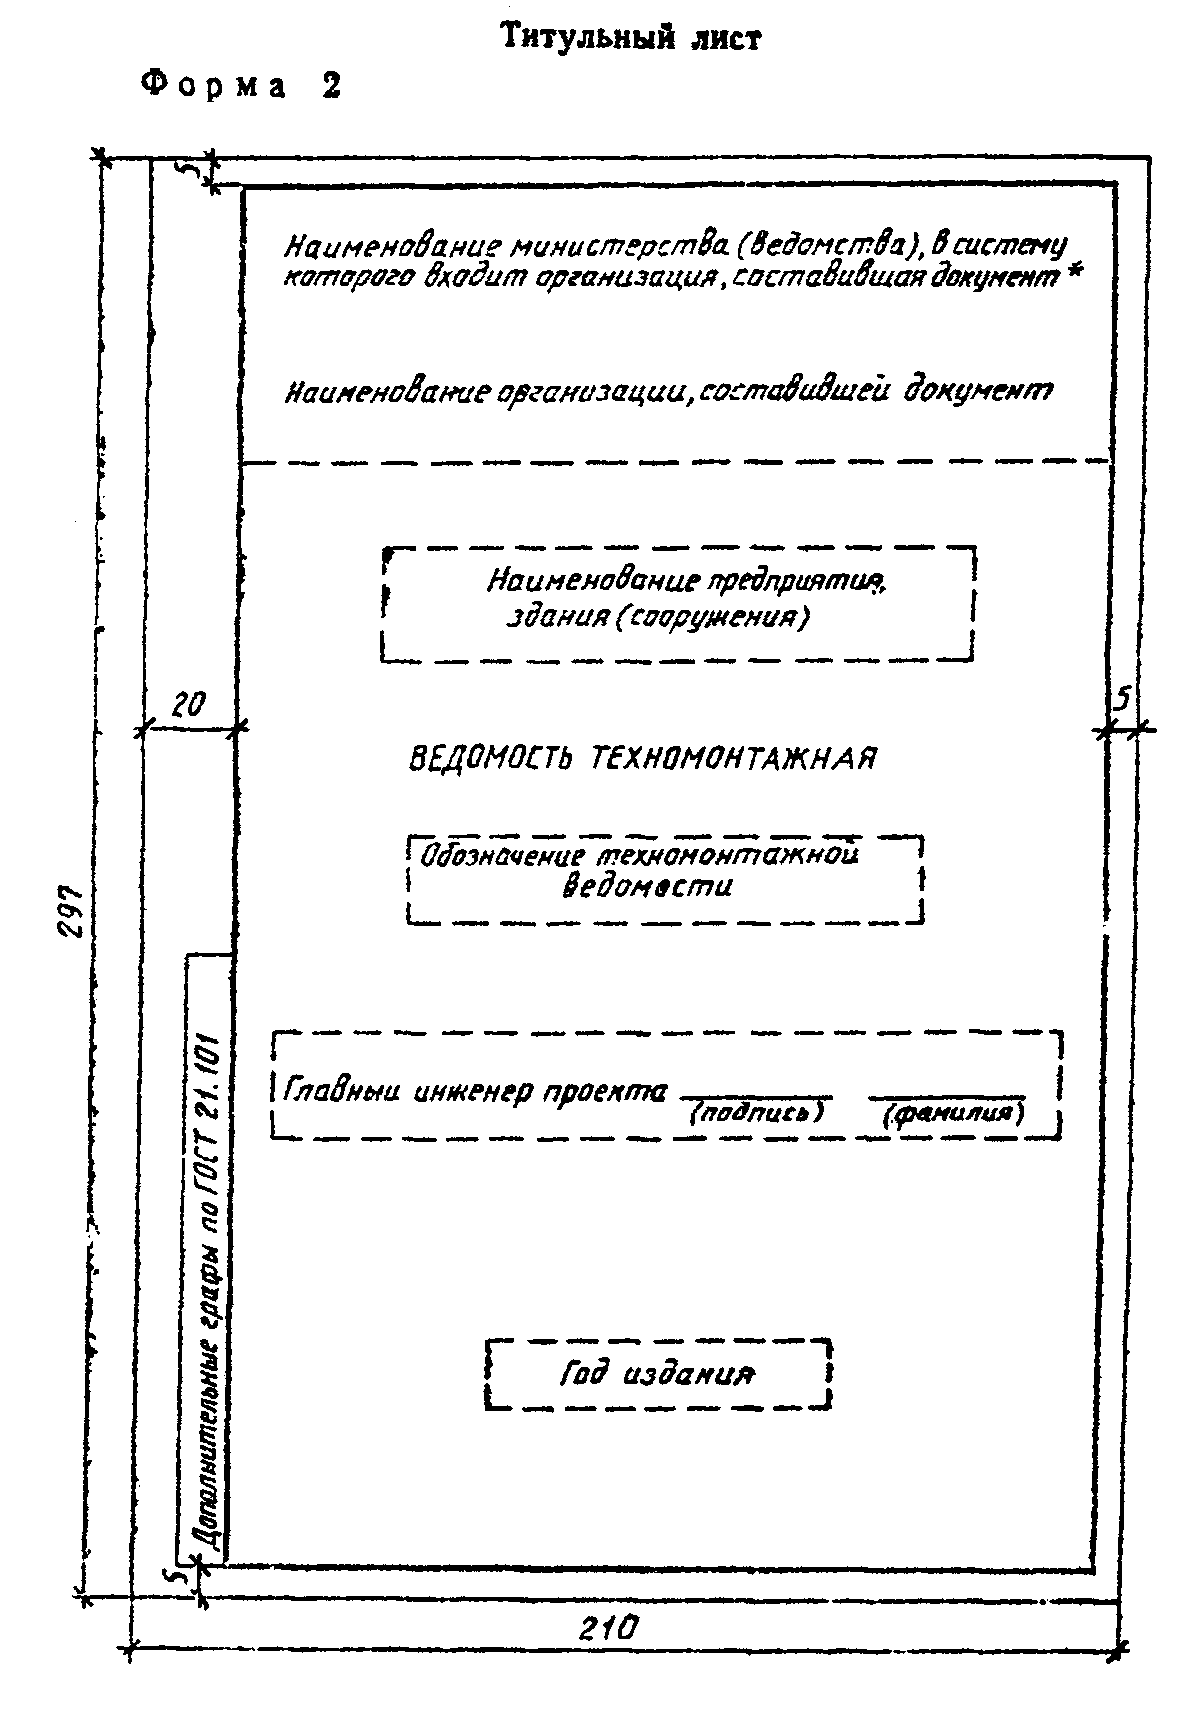 Титульный лист
Форма 2
5
Наименование министерства (ведомства), в систему
которого входит организация, составившая документ *
Наименование организации, составившей документ
Наименование предприятия,
здания (сооружения)
20
5
ВЕДОМОСТЬ ТЕХНОМОНТАЖНАЯ
Обозначение техномонтажной
ведомости
297
Главный инженер проекта
(подпись) (фамилия)
Дополнительные графы по ГОСТ 21.101
Год издания
5
210